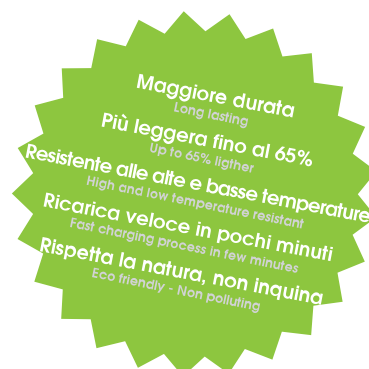 Maggiore durata
Long lasting
Più leggera fino al 65%
Up to 65% ligther
Resistente alle alte e basse temperature
High and low temperature resistant
Ricarica veloce in pochi minuti
Fast charging process in few minutes
Rispetta la natura, non inquina
Eco friendly - Non polluting